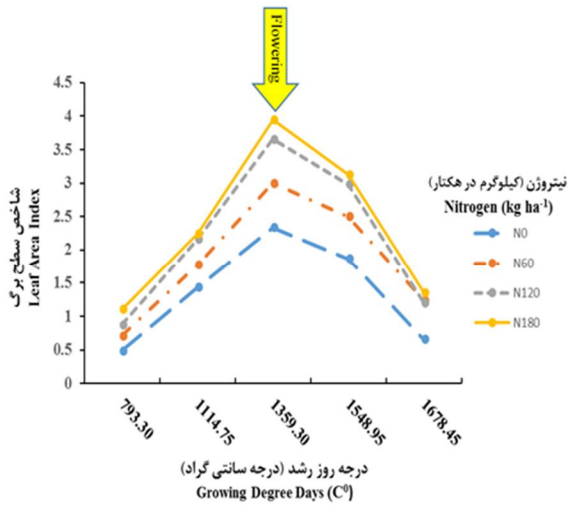 Flowering
4.5
4
3.5
3
2.5
2
1.5
1
0.5
0
شاخص سطح برگ
Leaf Area Index
793.30
1114.75
1359.30
1548.95
1678.45
درجه روز رشد (درجه سانتی گراد)
Growing Degree Days (C⁰)
نیتروژن (کیلوگرم در هکتار)
Nitrogen (kg ha⁻¹)
N0
N60
N120
N180